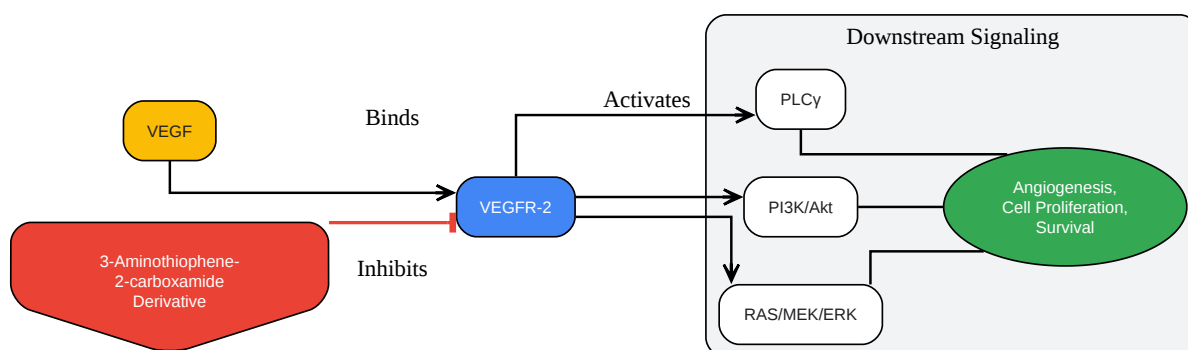 Downstream Signaling
Activates
PLCγ
Binds
VEGF
VEGFR-2
PI3K/Akt
Angiogenesis,
Cell Proliferation,
Survival
3-Aminothiophene-
2-carboxamide
Derivative
Inhibits
RAS/MEK/ERK